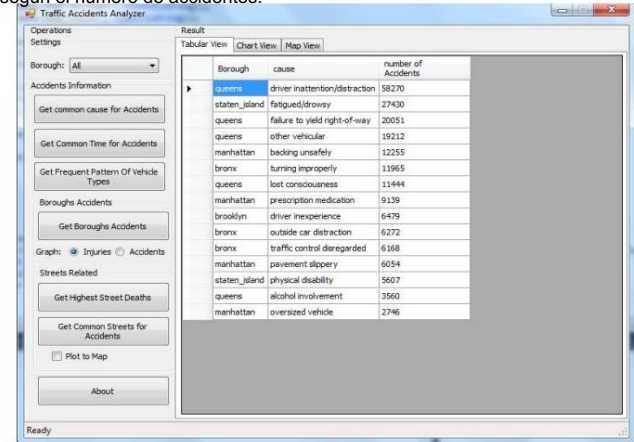 según el número de accidentes.
Traffic Accidents Analyzer
Operations
Settings
Borough: All
Accidents Information
Get common cause for Accidents
Get Common Time for Accidents
Get Frequent Pattern Of Vehicle
Types
Boroughs Accidents
Get Boroughs Accidents
Graph: Injuries Accidents
Streets Related
Get Highest Street Deaths
Get Common Streets for
Accidents
Plot to Map
About
Ready
Result
Tabular View Chart View Map View
Borough cause number of
Accidents
queens driver inattention/distraction 58270
staten_island fatigued/drowsy 27430
queens failure to yield right-of-way 20051
queens other vehicular 19212
manhattan backing unsafely 12255
bronx turning improperly 11965
queens lost consciousness 11444
manhattan prescription medication 9139
brooklyn driver inexperience 6479
bronx outside car distraction 6272
bronx traffic control disregarded 6168
manhattan pavement slippery 6054
staten_island physical disability 5607
queens alcohol involvement 3560
manhattan oversized vehicle 2746